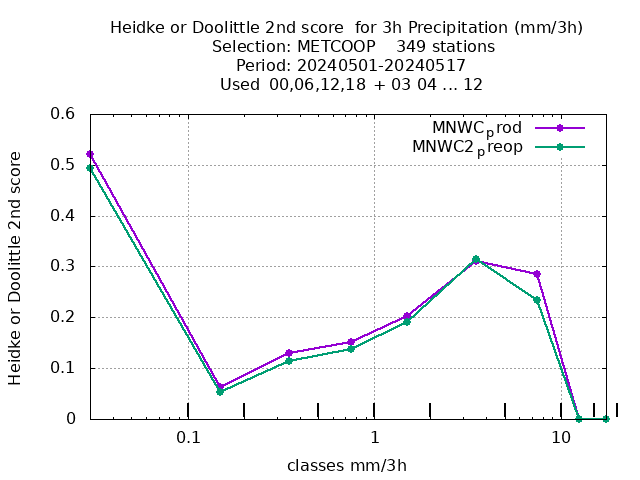 Heidke or Doolittle 2nd score  for 3h Precipitation (mm/3h)
Selection: METCOOP    349 stations
Period: 20240501-20240517
Used  00,06,12,18  + 03 04 ... 12
MNWCprod
MNWC2preop
Heidke or Doolittle 2nd score
0.6
0.5
0.4
0.3
0.2
0.1
0
0.1 1 10
classes mm/3h